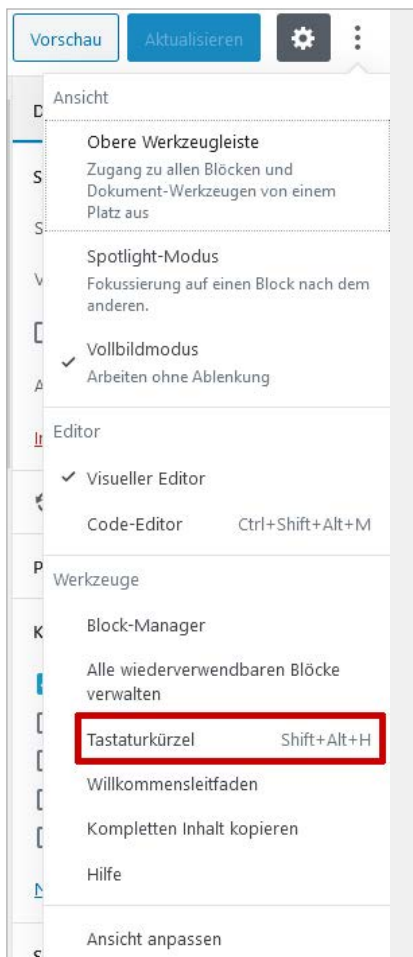 Vorschau Aktualisieren
Ansicht
Obere Werkzeugleiste
Zugang zu allen Blöcken und
Dokument-Werkzeugen von einem
Platz aus
Spotlight-Modus
Fokussierung auf einen Block nach dem
anderen.
Vollbildmodus
Arbeiten ohne Ablenkung
Editor
Visueller Editor
Code-Editor Ctrl+Shift+Alt+M
Werkzeuge
Block-Manager
Alle wiederverwendbaren Blöcke
verwalten
Tastaturkürzel Shift+Alt+H
Willkommensleitfaden
Kompletten Inhalt kopieren
Hilfe
Ansicht anpassen